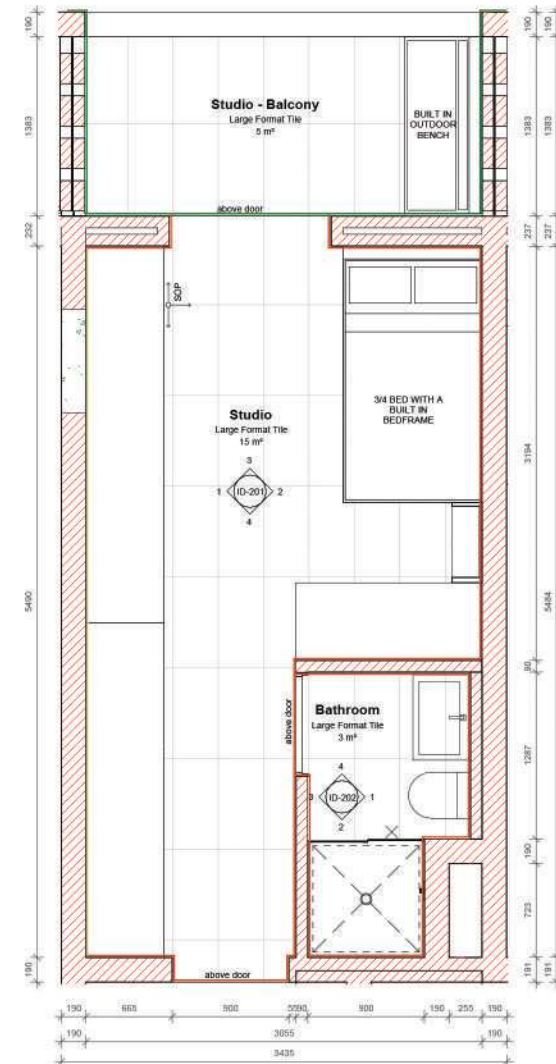 190
190
190
Studio - Balcony
Large Format Tile
5 m²
BUILT IN
OUTDOOR
BENCH
1383
1383
1383
above door
232
237
237
SOP
3/4 BED WITH A
BUILT IN
BEDFRAME
Studio
Large Format Tile
15 m²
3
1
ID-201
2
4
3194
5490
5484
90
above door
Bathroom
Large Format Tile
3 m²
4
3
ID-202
1
2
1287
190
723
190
191
191
above door
190
665
900
900
190
255
190
190
3055
190
3435